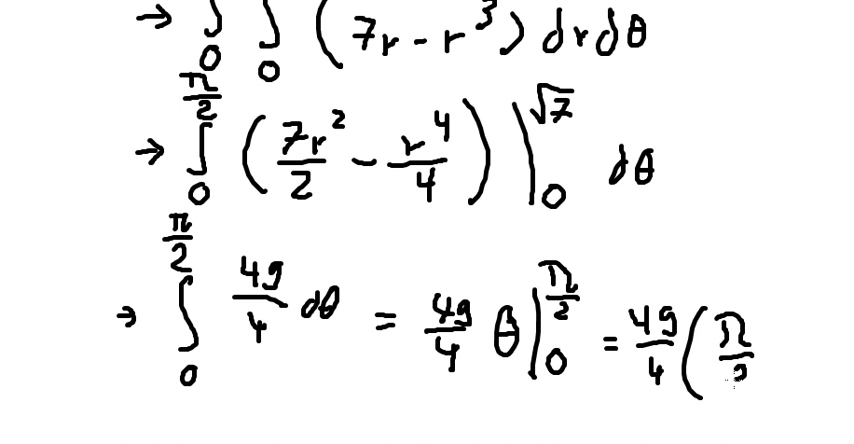 → ∫₀ ∫₀ (7r - r³) dr dθ
→ ∫₀^(π/2) (7r²/2 - r⁴/4) |₀^√7 dθ
→ ∫₀^(π/2) 49/4 dθ = 49/4 θ |₀^(π/2) = 49/4 (π/2